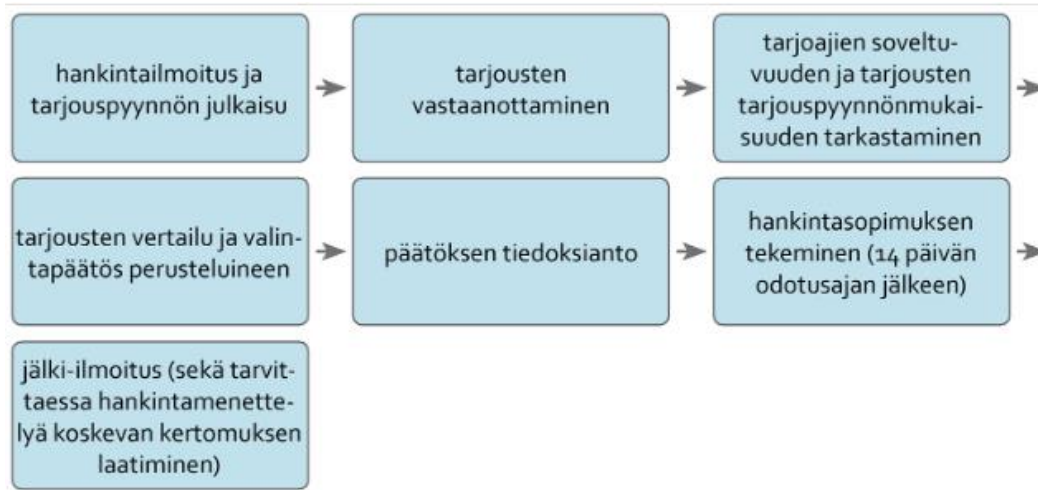 hankintailmoitus ja
tarjouspyynnön julkaisu
tarjousten
vastaanottaminen
tarjoajien soveltu-
vuuden ja tarjousten
tarjouspyynnönmukai-
suuden tarkastaminen
tarjousten vertailu ja valin-
tapäätös perusteluineen
päätöksen tiedoksianto
hankintasopimuksen
tekeminen (14 päivän
odotusajan jälkeen)
jälki-ilmoitus (sekä tarvit-
taessa hankintamenette-
lyä koskevan kertomuksen
laatiminen)